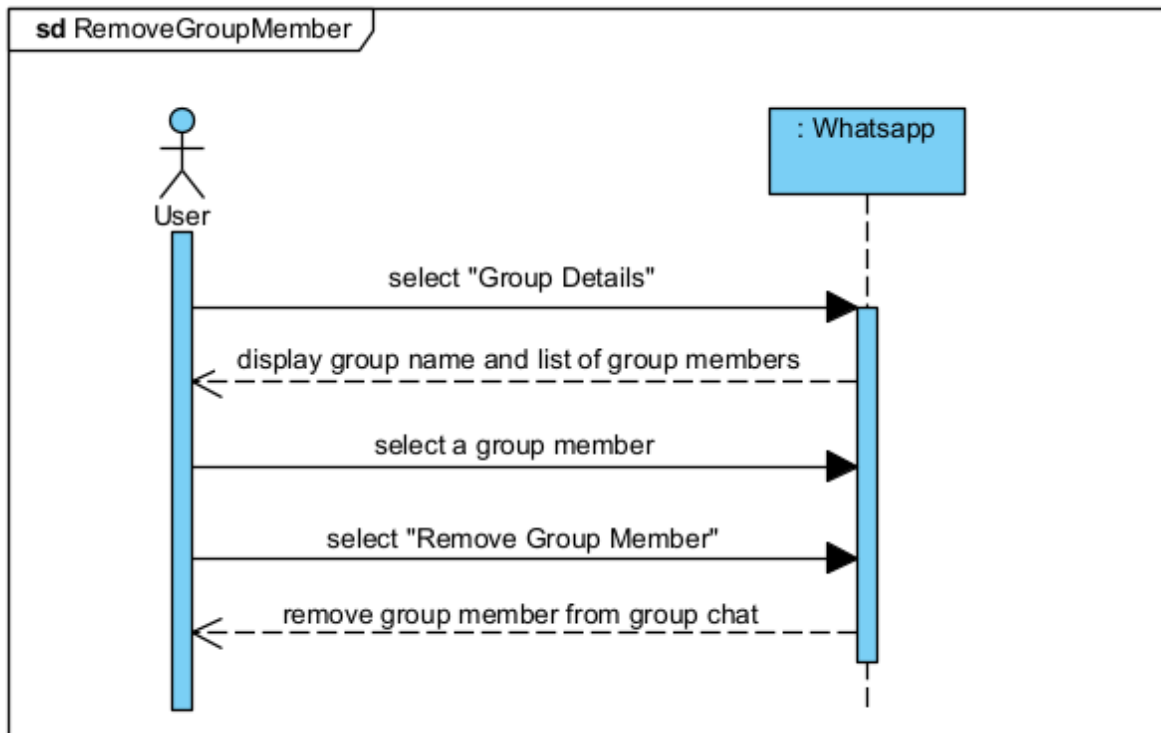 sd RemoveGroupMember
: Whatsapp
User
select "Group Details"
display group name and list of group members
select a group member
select "Remove Group Member"
remove group member from group chat